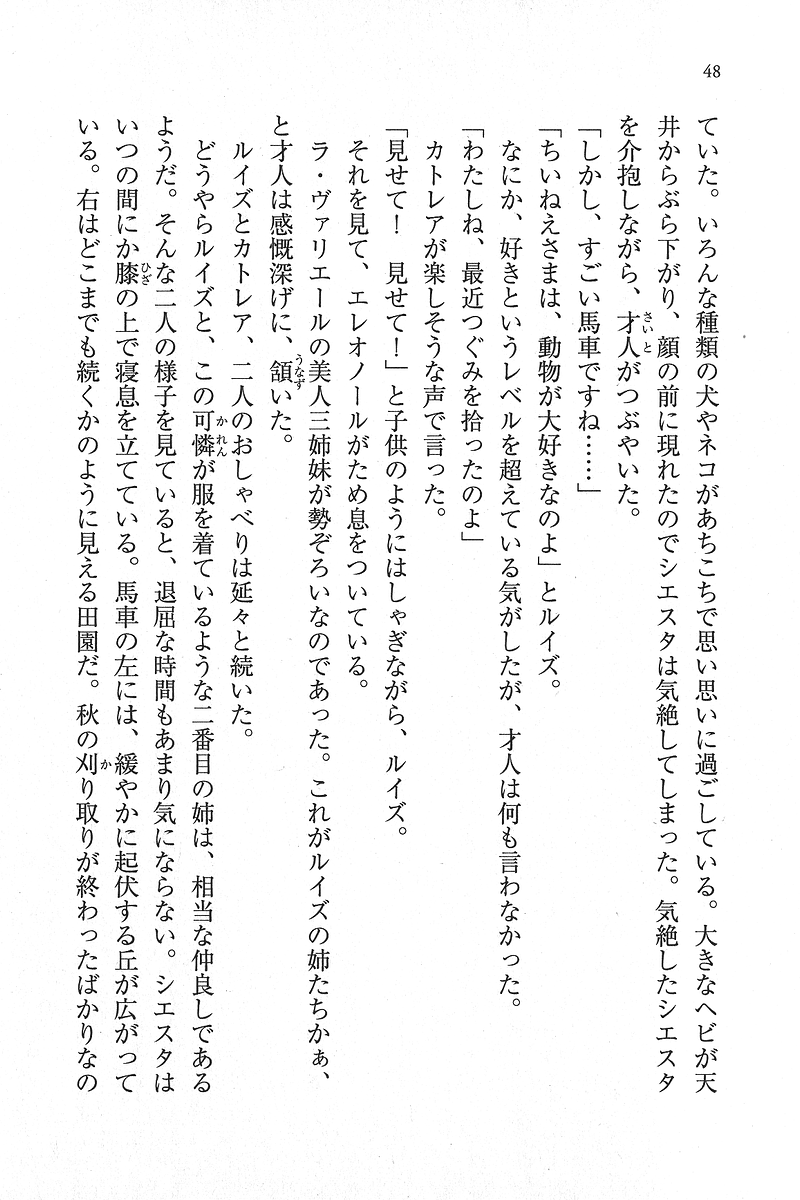 48
ていた。いろんな種類の犬やネコがあちこちで思い思いに過ごしている。大きなヘビが天
井からぶら下がり、顔の前に現れたのでシエスタは気絶してしまった。気絶したシエスタ
を介抱しながら、才人がつぶやいた。
「しかし、すごい馬車ですね……」
「ちいねえさまは、動物が大好きなのよ」とルイズ。
なにか、好きというレベルを超えている気がしたが、才人は何も言わなかった。
「わたしね、最近つぐみを拾ったのよ」
カトレアが楽しそうな声で言った。
「見せて！　見せて！」と子供のようにはしゃぎながら、ルイズ。
それを見て、エレオノールがため息をついている。
ラ・ヴァリエールの美人三姉妹が勢ぞろいなのであった。これがルイズの姉たちかぁ、
と才人は感慨深げに、頷いた。
ルイズとカトレア、二人のおしゃべりは延々と続いた。
どうやらルイズと、この可憐が服を着ているような二番目の姉は、相当な仲良しである
ようだ。そんな二人の様子を見ていると、退屈な時間もあまり気にならない。シエスタは
いつの間にか膝の上で寝息を立てている。馬車の左には、緩やかに起伏する丘が広がって
いる。右はどこまでも続くかのように見える田園だ。秋の刈り取りが終わったばかりなの